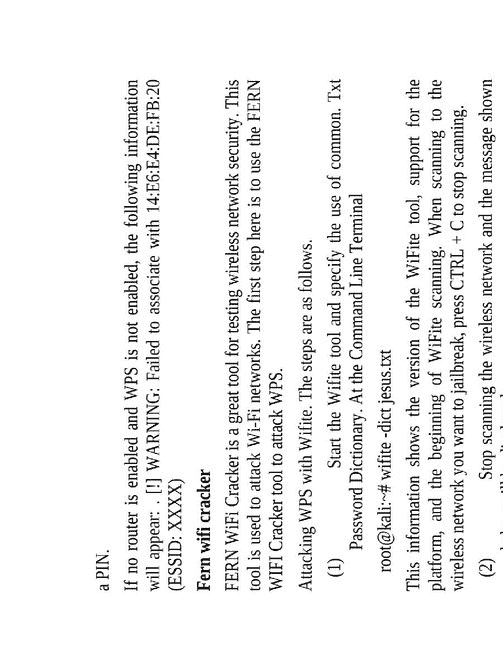 a PIN.
If no router is enabled and WPS is not enabled, the following information
will appear: . [!] WARNING: Failed to associate with 14:E6:E4:DE:FB:20
(ESSID: XXXX)
Fern wifi cracker
FERN WiFi Cracker is a great tool for testing wireless network security. This
tool is used to attack Wi-Fi networks. The first step here is to use the FERN
WIFI Cracker tool to attack WPS.
Attacking WPS with Wifite. The steps are as follows.
(1) Start the Wifite tool and specify the use of common. Txt
Password Dictionary. At the Command Line Terminal
root@kali:~# wifite -dict jesus.txt
This information shows the version of the WiFite tool, support for the
platform, and the beginning of WiFite scanning. When scanning to the
wireless network you want to jailbreak, press CTRL + C to stop scanning.
(2) Stop scanning the wireless network and the message shown